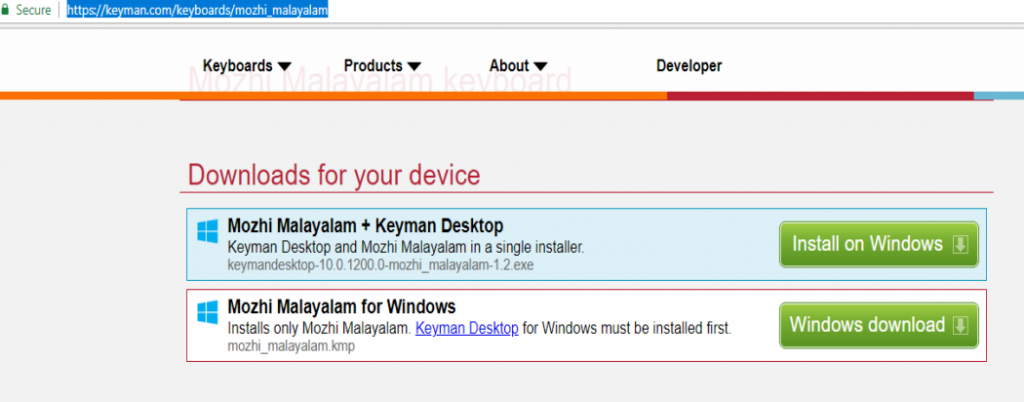 Secure https://keyman.com/keyboards/mozhi_malayalam
Keyboards Products About Developer
Mozhi Malayalam keyboard
Downloads for your device
Mozhi Malayalam + Keyman Desktop
Keyman Desktop and Mozhi Malayalam in a single installer.
keymandesktop-10.0.1200.0-mozhi_malayalam-1.2.exe
Install on Windows
Mozhi Malayalam for Windows
Installs only Mozhi Malayalam. Keyman Desktop for Windows must be installed first.
mozhi_malayalam.kmp
Windows download